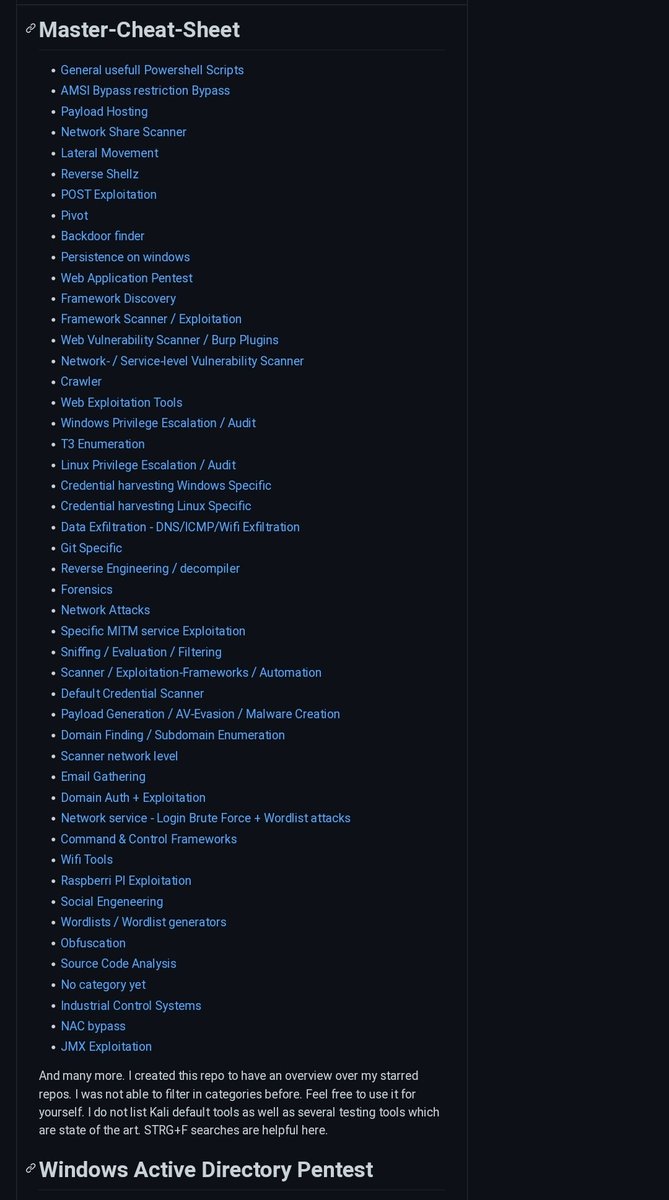 Master-Cheat-Sheet
General usefull Powershell Scripts
AMSI Bypass restriction Bypass
Payload Hosting
Network Share Scanner
Lateral Movement
Reverse Shellz
POST Exploitation
Pivot
Backdoor finder
Persistence on windows
Web Application Pentest
Framework Discovery
Framework Scanner / Exploitation
Web Vulnerability Scanner / Burp Plugins
Network- / Service-level Vulnerability Scanner
Crawler
Web Exploitation Tools
Windows Privilege Escalation / Audit
T3 Enumeration
Linux Privilege Escalation / Audit
Credential harvesting Windows Specific
Credential harvesting Linux Specific
Data Exfiltration - DNS/ICMP/Wifi Exfiltration
Git Specific
Reverse Engineering / decompiler
Forensics
Network Attacks
Specific MITM service Exploitation
Sniffing / Evaluation / Filtering
Scanner / Exploitation-Frameworks / Automation
Default Credential Scanner
Payload Generation / AV-Evasion / Malware Creation
Domain Finding / Subdomain Enumeration
Scanner network level
Email Gathering
Domain Auth + Exploitation
Network service - Login Brute Force + Wordlist attacks
Command & Control Frameworks
Wifi Tools
Raspberri PI Exploitation
Social Engeneering
Wordlists / Wordlist generators
Obfuscation
Source Code Analysis
No category yet
Industrial Control Systems
NAC bypass
JMX Exploitation
And many more. I created this repo to have an overview over my starred
repos. I was not able to filter in categories before. Feel free to use it for
yourself. I do not list Kali default tools as well as several testing tools which
are state of the art. STRG+F searches are helpful here.
Windows Active Directory Pentest